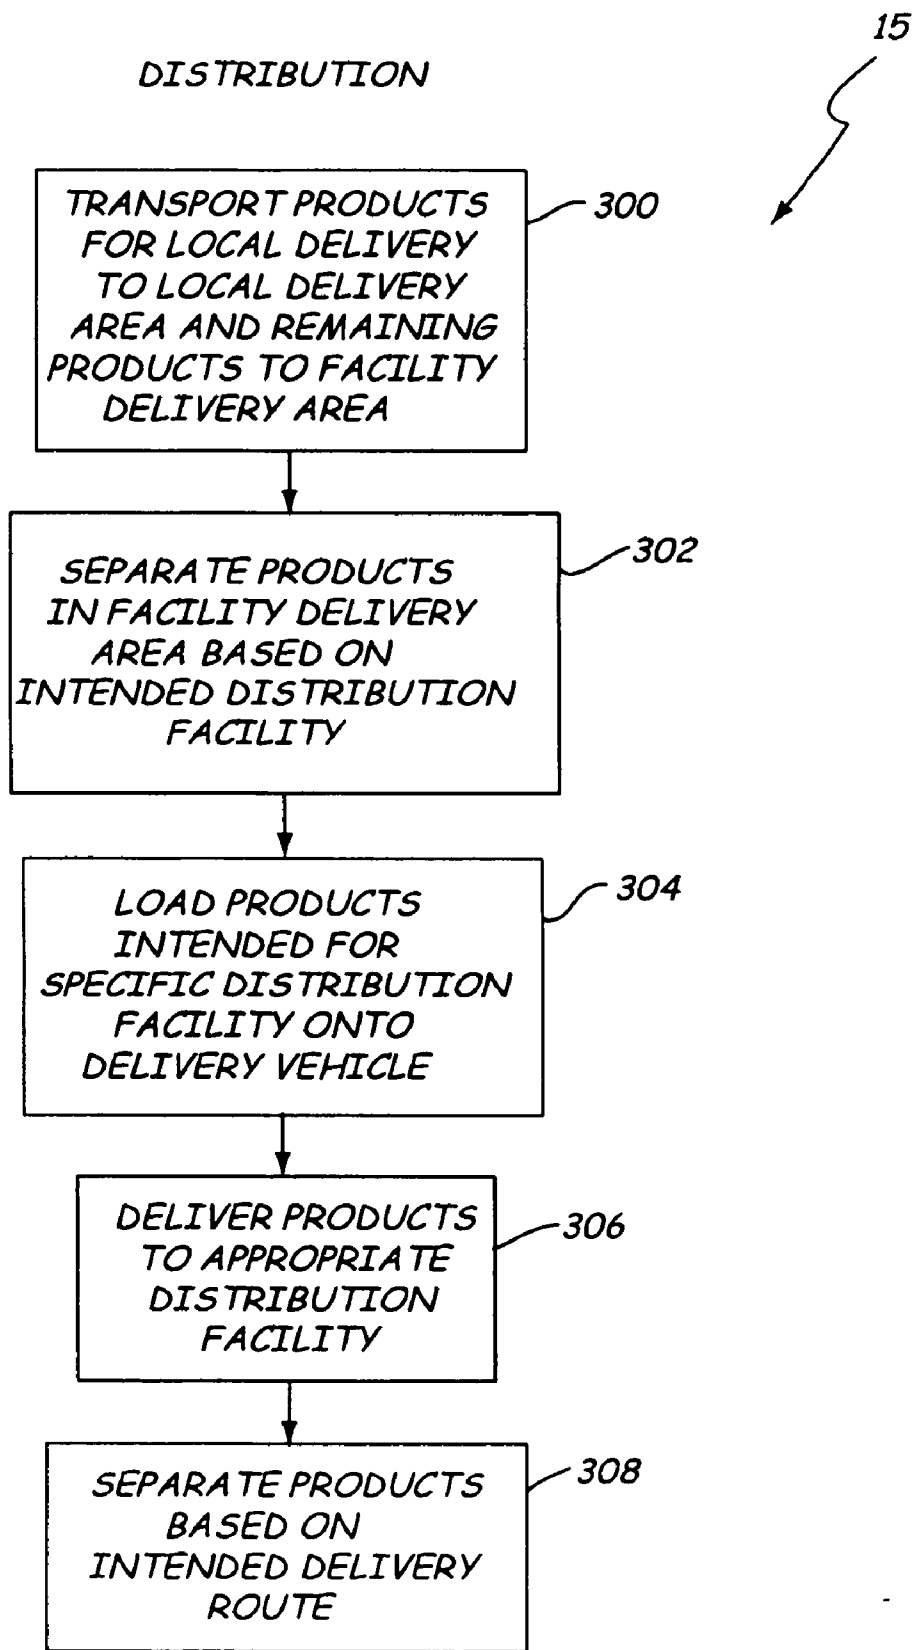 15
DISTRIBUTION
TRANSPORT PRODUCTS
FOR LOCAL DELIVERY
TO LOCAL DELIVERY
AREA AND REMAINING
PRODUCTS TO FACILITY
DELIVERY AREA
300
SEPARATE PRODUCTS
IN FACILITY DELIVERY
AREA BASED ON
INTENDED DISTRIBUTION
FACILITY
302
LOAD PRODUCTS
INTENDED FOR
SPECIFIC DISTRIBUTION
FACILITY ONTO
DELIVERY VEHICLE
304
DELIVER PRODUCTS
TO APPROPRIATE
DISTRIBUTION
FACILITY
306
SEPARATE PRODUCTS
BASED ON
INTENDED DELIVERY
ROUTE
308